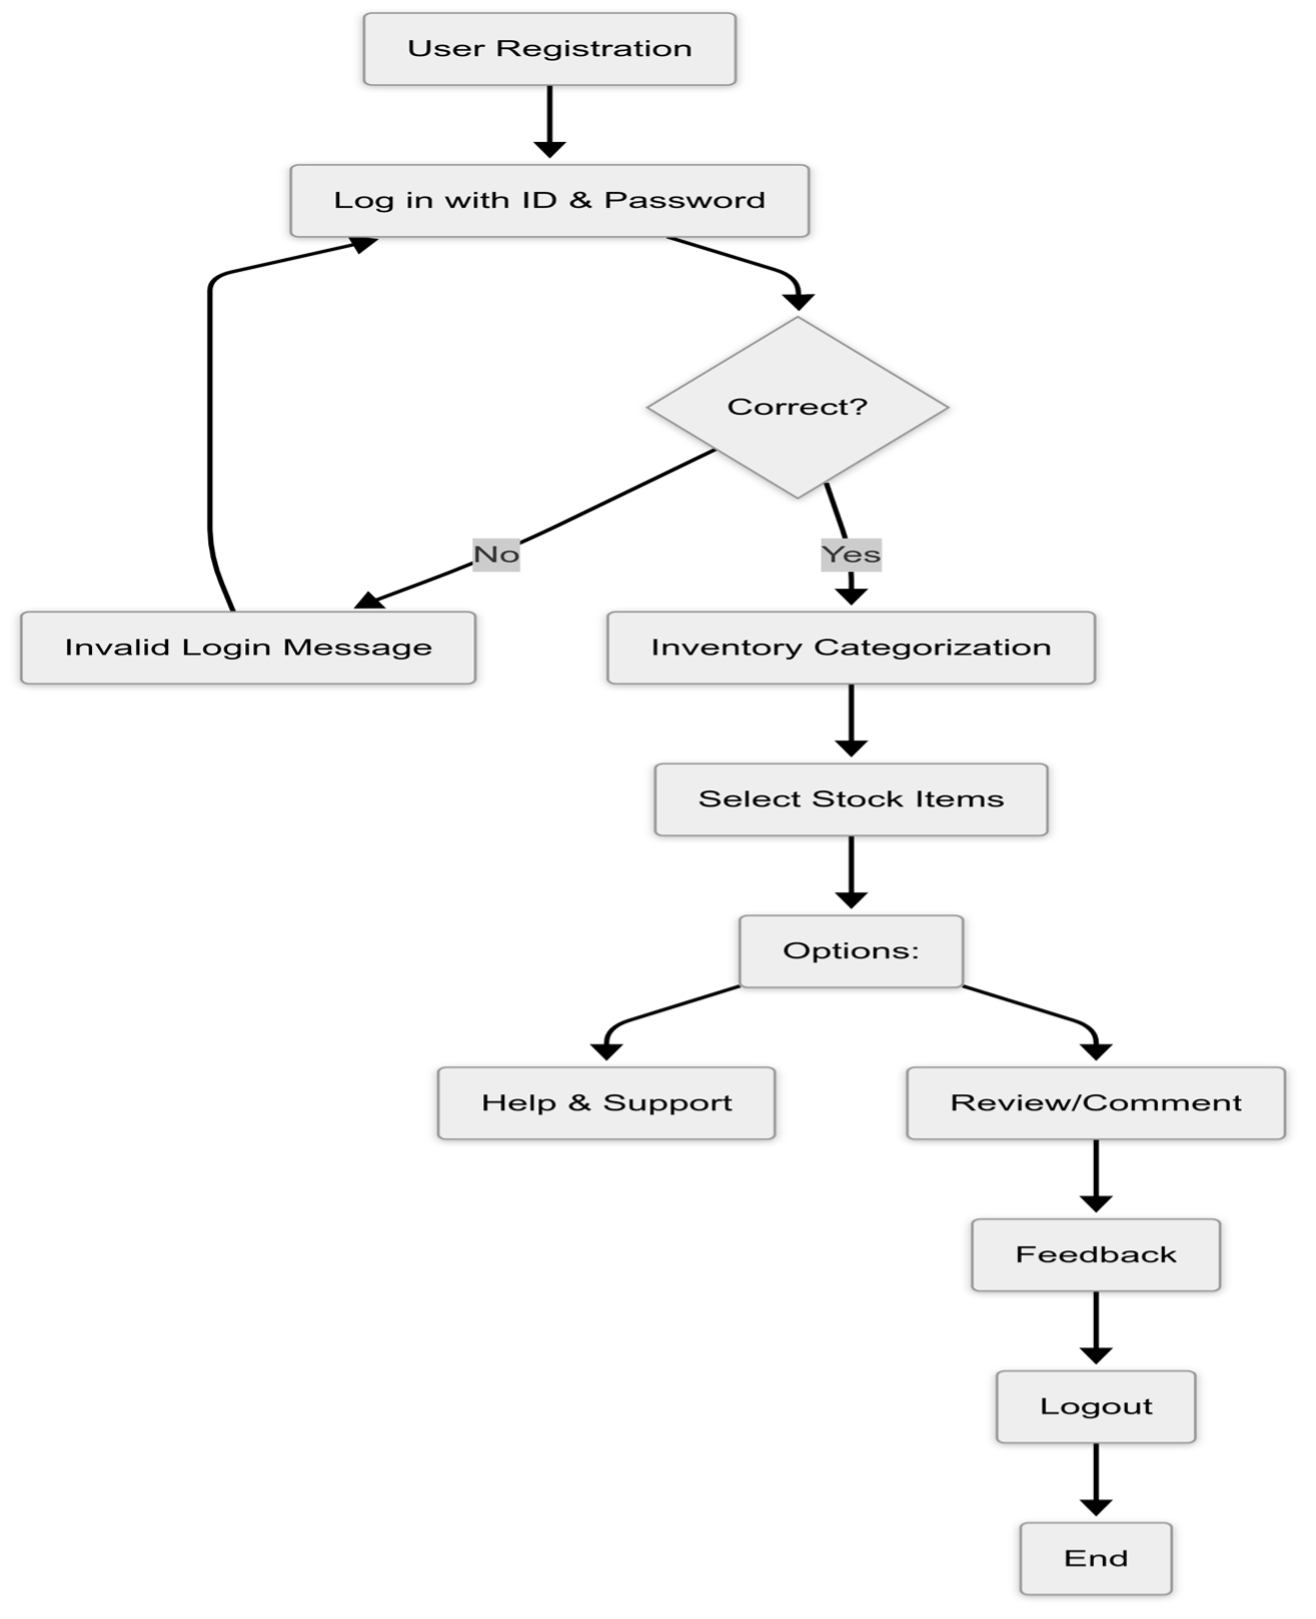 User Registration
Log in with ID & Password
Correct?
No
Yes
Invalid Login Message
Inventory Categorization
Select Stock Items
Options:
Help & Support
Review/Comment
Feedback
Logout
End